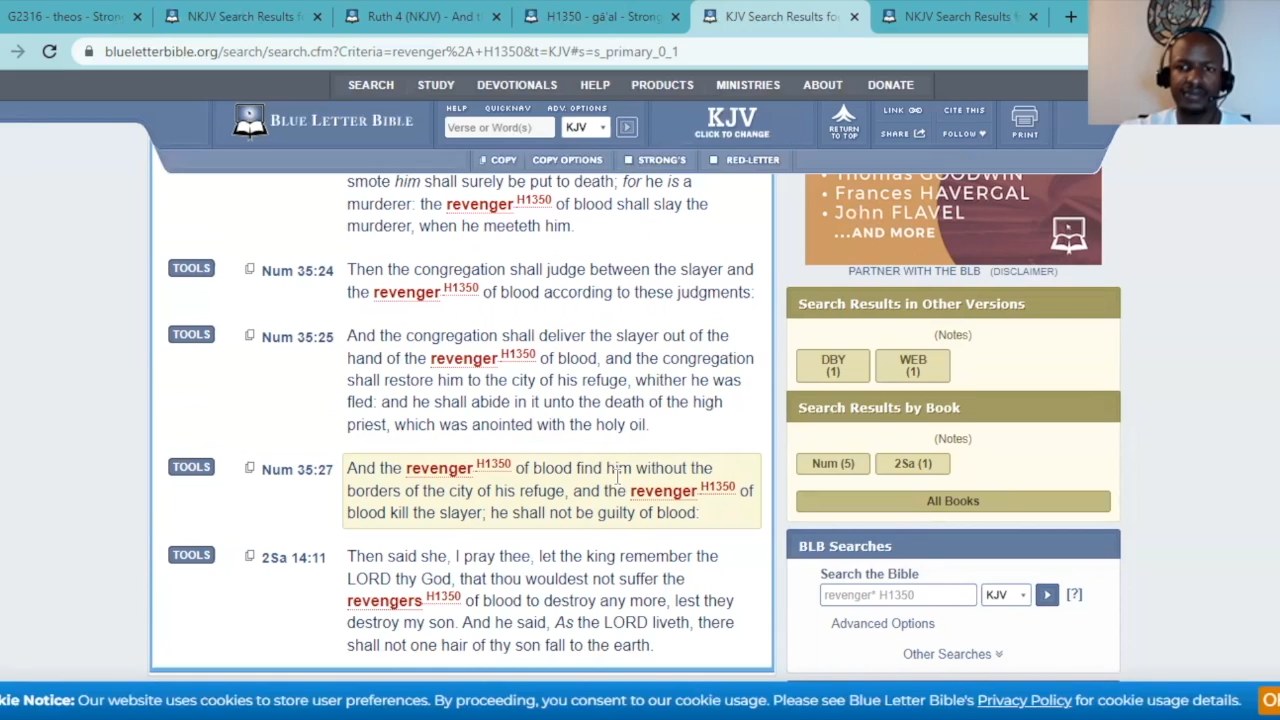 G2316 - theos - Stron
NKJV Search Results f
Ruth 4 (NKJV) - And t
H1350 - gā'al - Strong
KJV Search Results fo
NKJV Search Results f
blueletterbible.org/search/search.cfm?Criteria=revenger%2A+H1350&t=KJV#s=s_primary_0_1
SEARCH STUDY DEVOTIONALS HELP PRODUCTS MINISTRIES ABOUT DONATE
BLUE LETTER BIBLE
HELP QUICKNAV ADV. OPTIONS
Verse or Word(s) KJV
KJV
CLICK TO CHANGE
RETURN
TO TOP
LINK CITE THIS
SHARE FOLLOW
PRINT
COPY COPY OPTIONS STRONG'S RED-LETTER
smote him shall surely be put to death; for he is a
murderer: the revenger H1350 of blood shall slay the
murderer, when he meeteth him.
TOOLS Num 35:24 Then the congregation shall judge between the slayer and
the revenger H1350 of blood according to these judgments:
TOOLS Num 35:25 And the congregation shall deliver the slayer out of the
hand of the revenger H1350 of blood, and the congregation
shall restore him to the city of his refuge, whither he was
fled: and he shall abide in it unto the death of the high
priest, which was anointed with the holy oil.
TOOLS Num 35:27 And the revenger H1350 of blood find him without the
borders of the city of his refuge, and the revenger H1350 of
blood kill the slayer; he shall not be guilty of blood:
TOOLS 2Sa 14:11 Then said she, I pray thee, let the king remember the
LORD thy God, that thou wouldest not suffer the
revengers H1350 of blood to destroy any more, lest they
destroy my son. And he said, As the LORD liveth, there
shall not one hair of thy son fall to the earth.
• Thomas GOODWIN
• Frances HAVERGAL
• John FLAVEL
...AND MORE
PARTNER WITH THE BLB (DISCLAIMER)
Search Results in Other Versions
(Notes)
DBY
(1)
WEB
(1)
Search Results by Book
(Notes)
Num (5) 2Sa (1)
All Books
BLB Searches
Search the Bible
revenger* H1350 KJV [?]
Advanced Options
Other Searches
kie Notice: Our website uses cookies to store user preferences. By proceeding, you consent to our cookie usage. Please see Blue Letter Bible's Privacy Policy for cookie usage details.